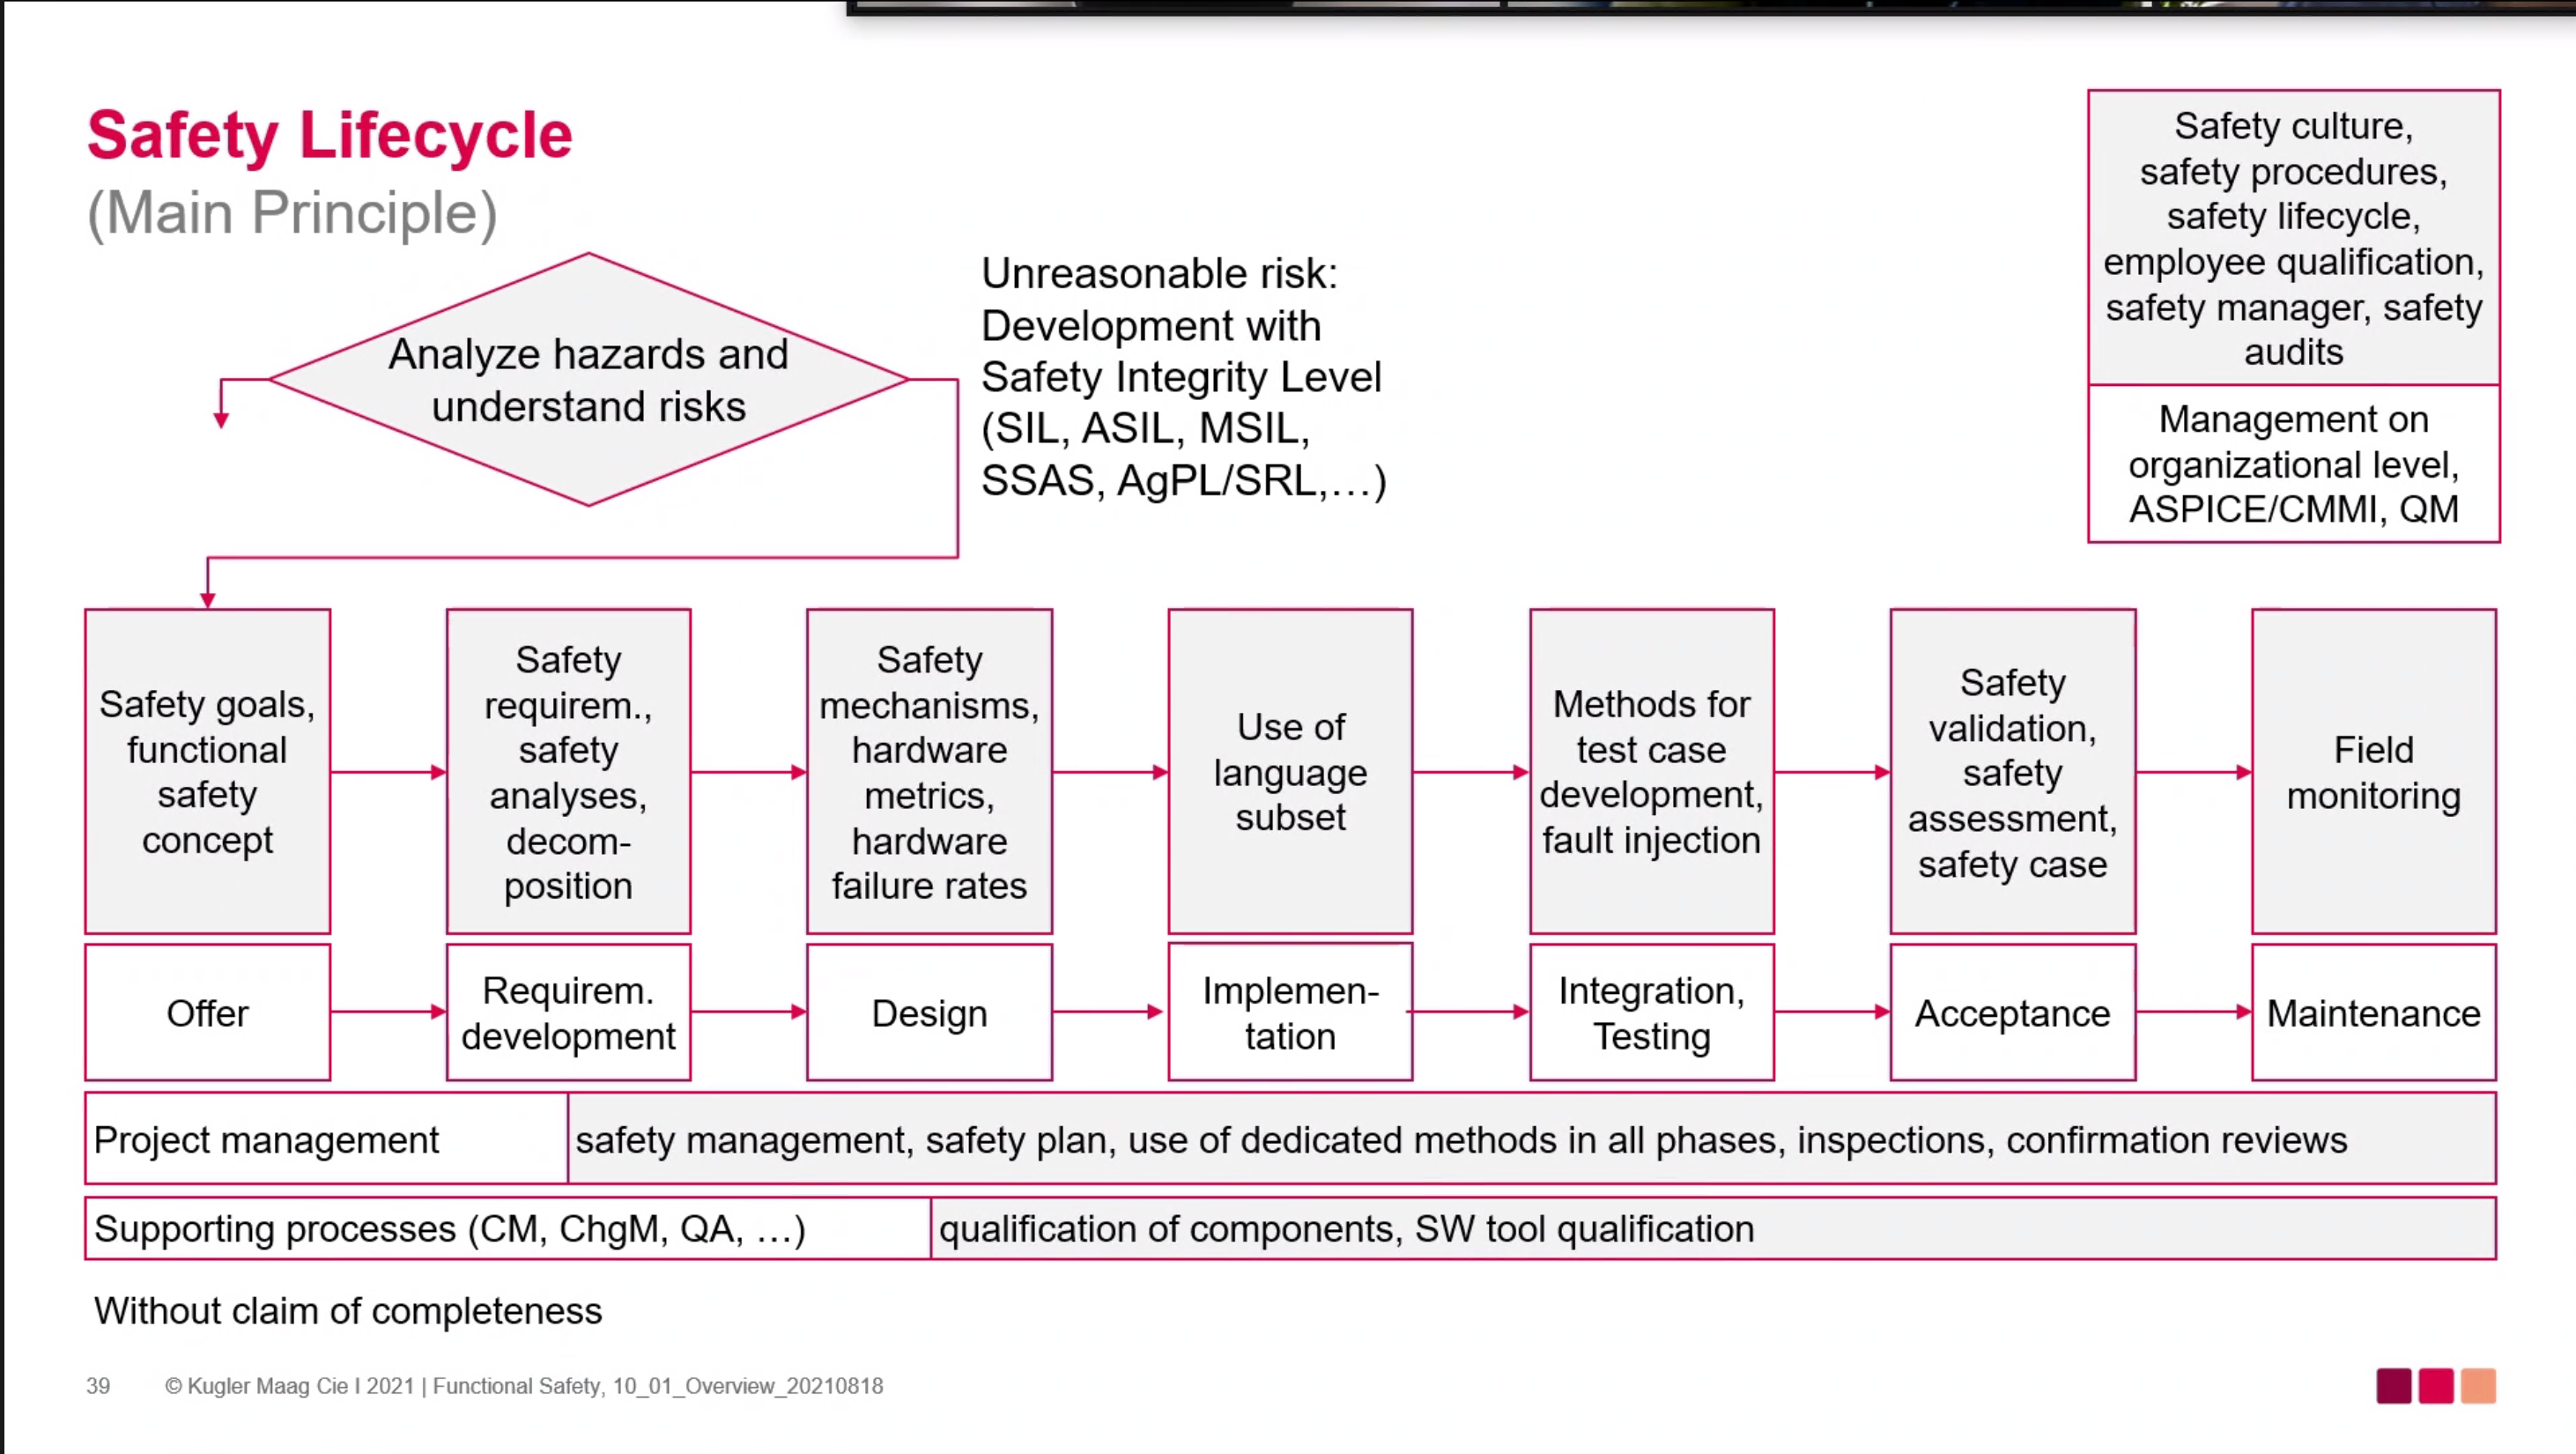 Safety Lifecycle
(Main Principle)
Analyze hazards and
understand risks
Unreasonable risk:
Development with
Safety Integrity Level
(SIL, ASIL, MSIL,
SSAS, AgPL/SRL,…)
Safety culture,
safety procedures,
safety lifecycle,
employee qualification,
safety manager, safety
audits
Management on
organizational level,
ASPICE/CMMI, QM
Safety goals,
functional
safety
concept
Safety
requirem.,
safety
analyses,
decom-
position
Safety
mechanisms,
hardware
metrics,
hardware
failure rates
Use of
language
subset
Methods for
test case
development,
fault injection
Safety
validation,
safety
assessment,
safety case
Field
monitoring
Offer
Requirem.
development
Design
Implemen-
tation
Integration,
Testing
Acceptance
Maintenance
Project management
safety management, safety plan, use of dedicated methods in all phases, inspections, confirmation reviews
Supporting processes (CM, ChgM, QA, …)
qualification of components, SW tool qualification
Without claim of completeness
39
© Kugler Maag Cie I 2021 | Functional Safety, 10_01_Overview_20210818